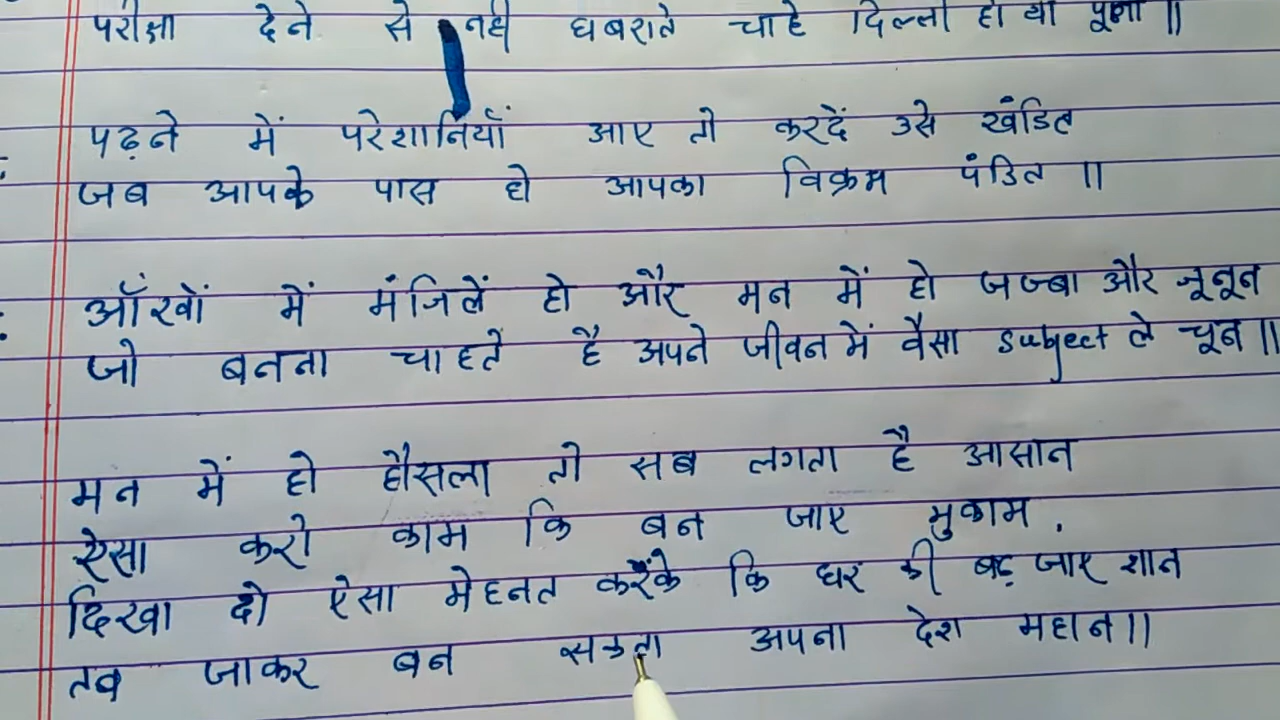 परीक्षा देने से नही घबराते चाहे दिल्ली हो या पूणा ॥
पढ़ने में परेशानियाँ आए तो करदें उसे खंडित
जब आपके पास हो आपका विक्रम पंडित ॥
आँखों में मंजिलें हो और मन में हो जज्बा और जूनून
जो बनना चाहते है अपने जीवन में वैसा subject ले चून ॥
मन में हो हौसला तो सब लगता है आसान
ऐसा करो काम कि बन जाए मुकाम .
दिखा दो ऐसा मेहनत करके कि घर की बढ़ जाए शान
तब जाकर बन सकता अपना देश महान ॥